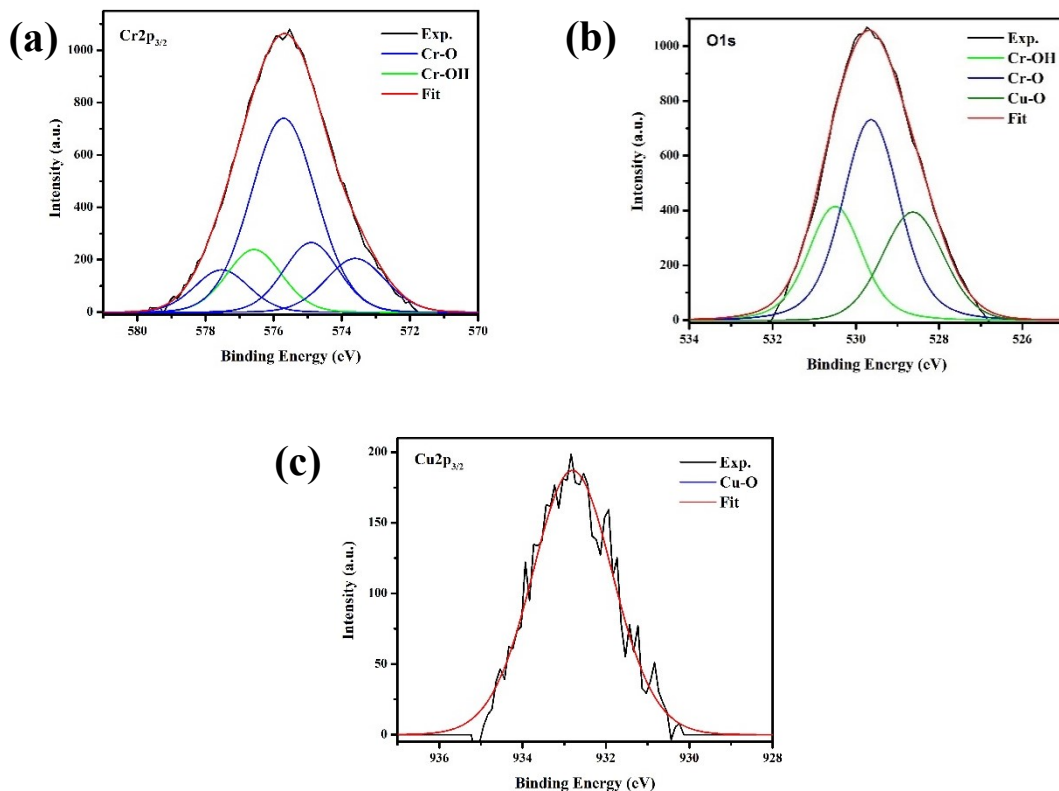 (a)
Cr2p3/2
Exp.
Cr-O
Cr-OH
Fit
Intensity (a.u.)
1000
800
600
400
200
0
580
578
576
574
572
570
Binding Energy (eV)
(b)
O1s
Exp.
Cr-OH
Cr-O
Cu-O
Fit
Intensity (a.u.)
1000
800
600
400
200
0
534
532
530
528
526
Binding Energy (eV)
(c)
Cu2p3/2
Exp.
Cu-O
Fit
Intensity (a.u.)
200
150
100
50
0
936
934
932
930
928
Binding Energy (eV)